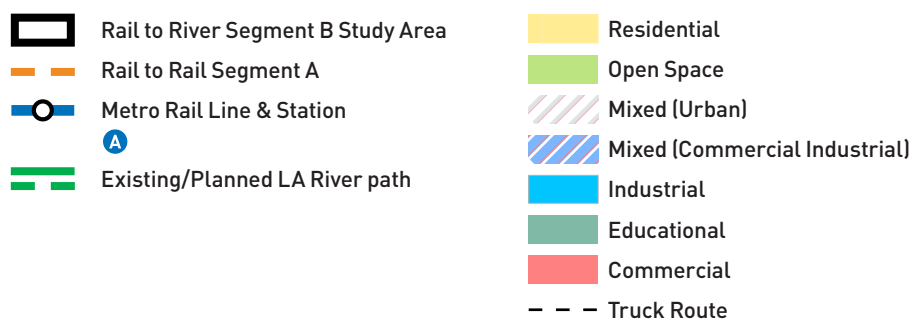 Rail to River Segment B Study Area
Rail to Rail Segment A
Metro Rail Line & Station
A
Existing/Planned LA River path
Residential
Open Space
Mixed (Urban)
Mixed (Commercial Industrial)
Industrial
Educational
Commercial
Truck Route